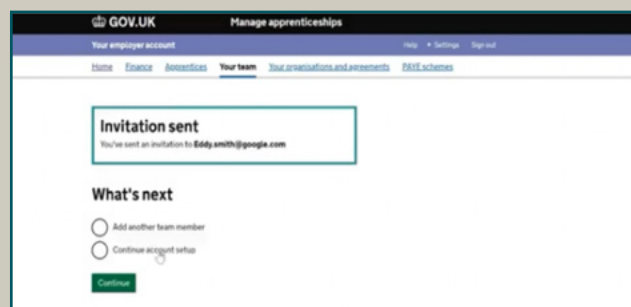 GOV.UK Manage apprenticeships
Your employer account Help Settings Sign out
Home Finance Apprentices Your team Your organisations and agreements PAYE schemes
Invitation sent
You've sent an invitation to Eddy.smith@google.com
What's next
Add another team member
Continue account setup
Continue